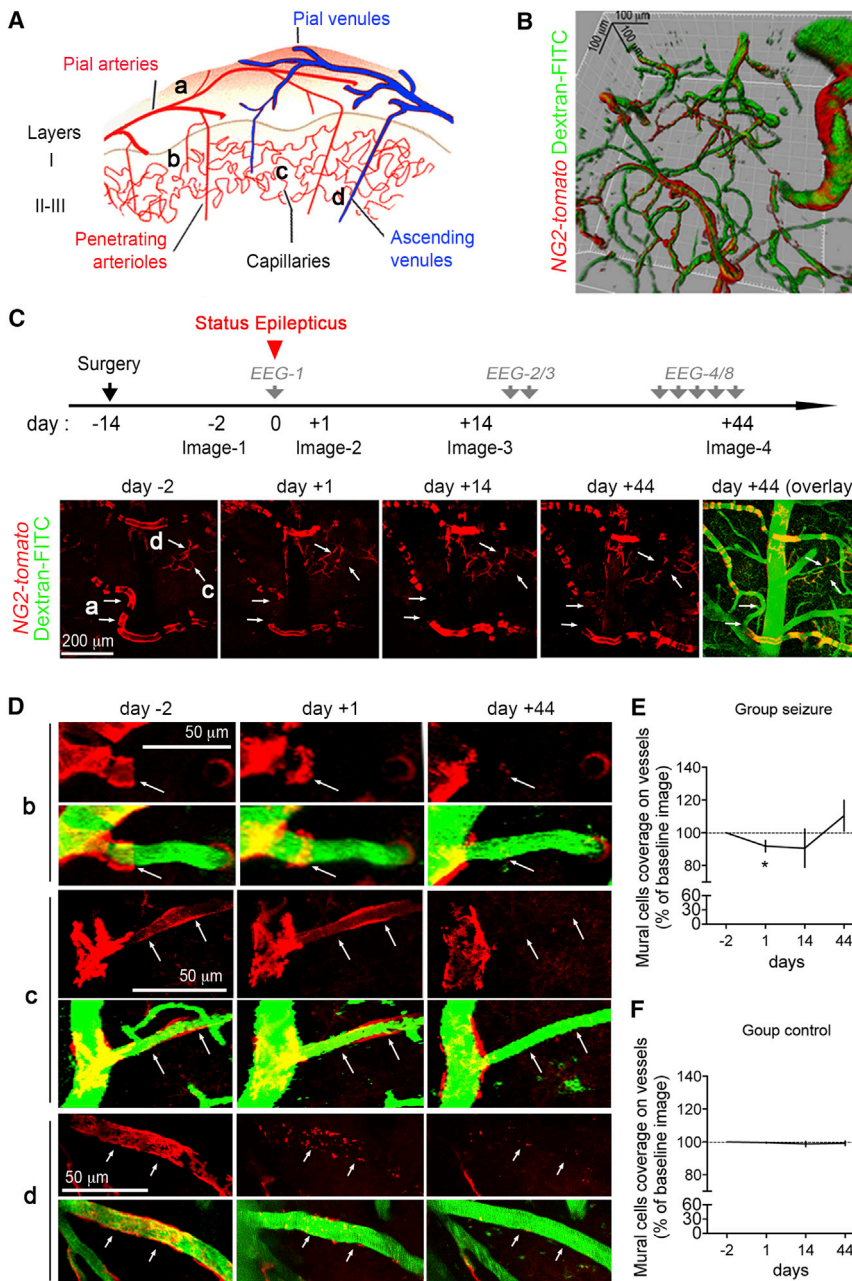 A
Pial venules
Pial arteries
a
Layers
I
b
c
II-III
d
Penetrating
arterioles
Capillaries
Ascending
venules
B
100 µm
100 µm
100 µm
NG2-tomato Dextran-FITC
C
Status Epilepticus
Surgery
EEG-1
EEG-2/3
EEG-4/8
day : -14 -2 0 +1 +14 +44
Image-1 Image-2 Image-3 Image-4
day -2 day +1 day +14 day +44 day +44 (overlay)
NG2-tomato
Dextran-FITC
d
a
c
200 µm
D
day -2 day +1 day +44
50 µm
b
50 µm
c
50 µm
d
E
Group seizure
Mural cells coverage on vessels
(% of baseline image)
140
120
100
80
60
30
0
*
-2 1 14 44
days
F
Goup control
Mural cells coverage on vessels
(% of baseline image)
140
120
100
80
60
30
0
-2 1 14 44
days